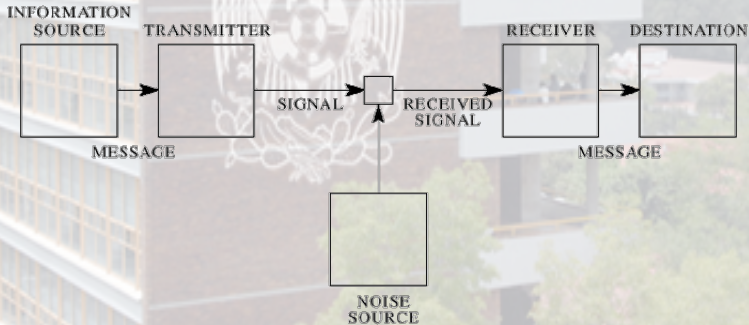 INFORMATION
SOURCE
TRANSMITTER
RECEIVER
DESTINATION
SIGNAL
RECEIVED
SIGNAL
MESSAGE
MESSAGE
NOISE
SOURCE